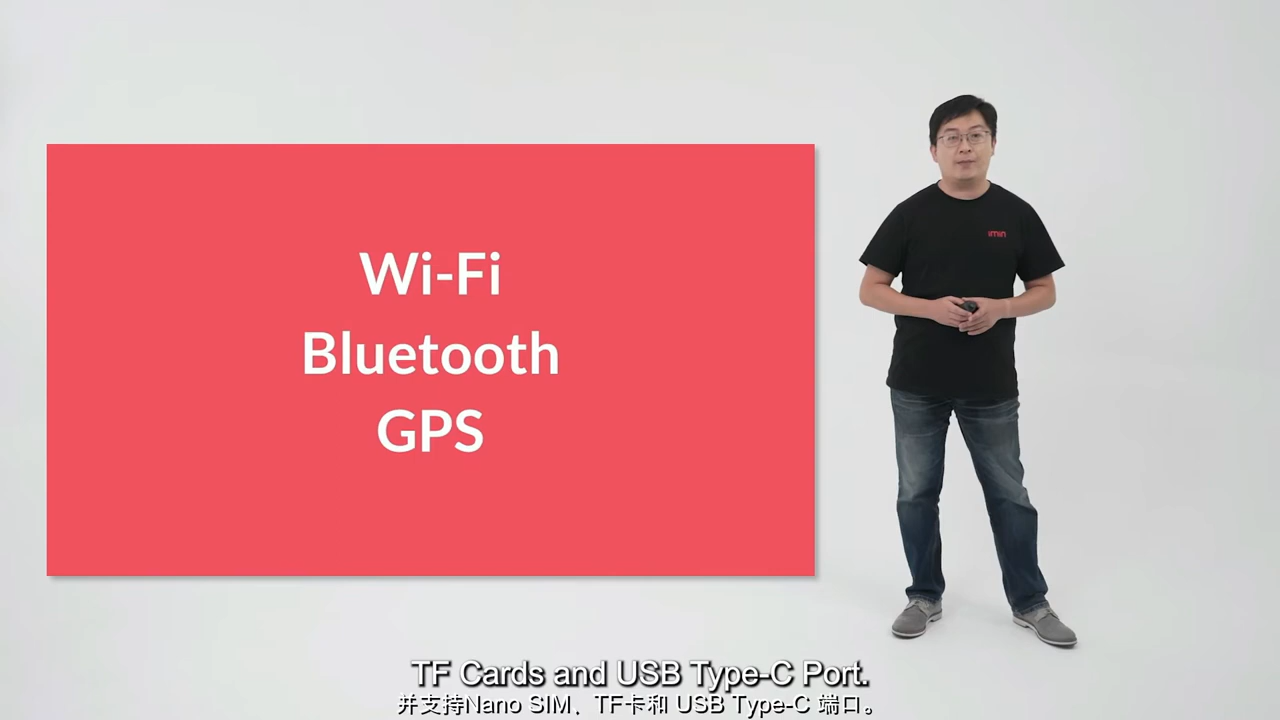 imin
Wi-Fi
Bluetooth
GPS
TF Cards and USB Type-C Port.
并支持Nano SIM、TF卡和 USB Type-C 端口。